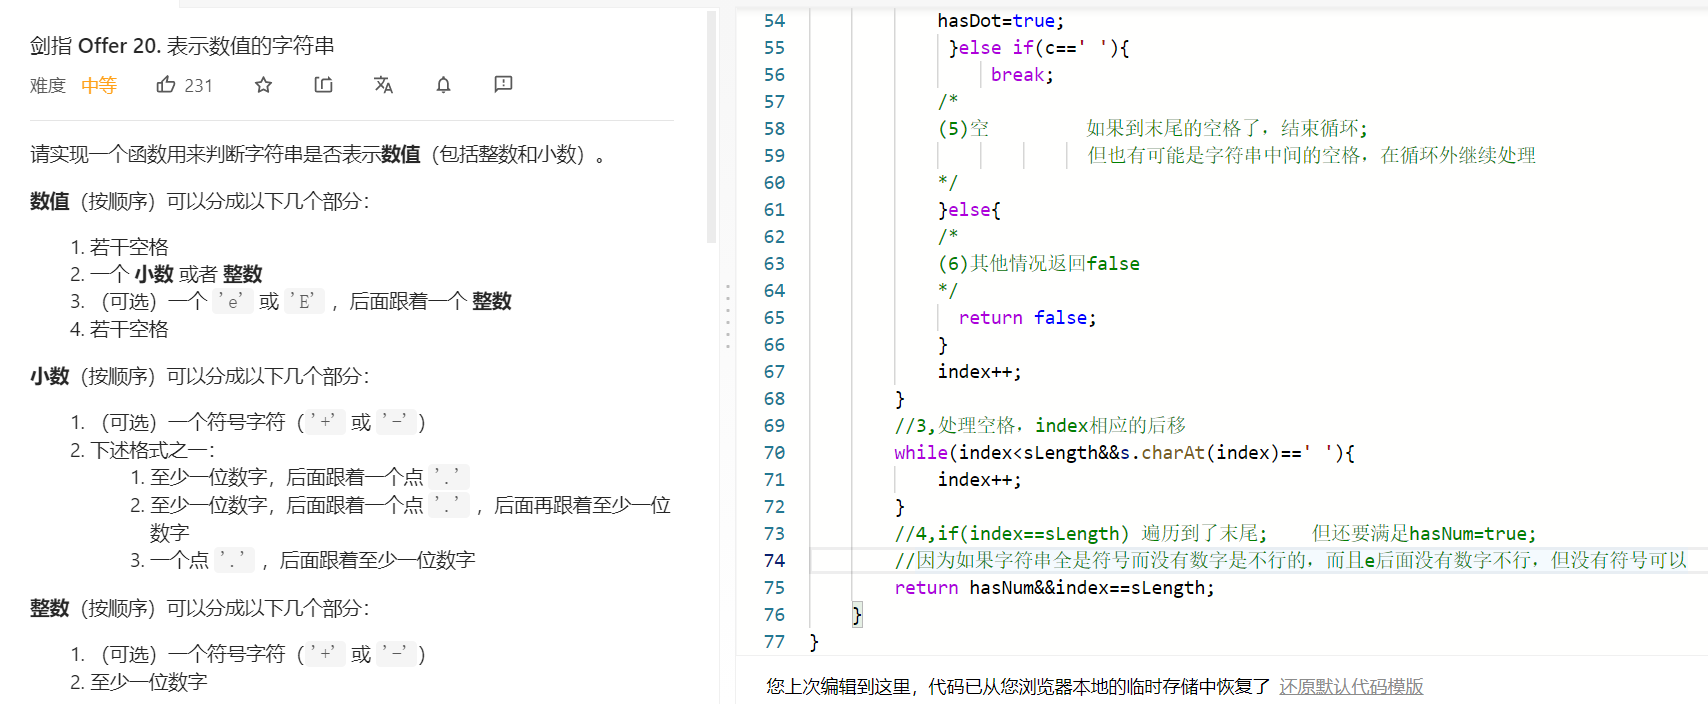 剑指 Offer 20. 表示数值的字符串
难度 中等 231
请实现一个函数用来判断字符串是否表示数值（包括整数和小数）。
数值（按顺序）可以分成以下几个部分：
1. 若干空格
2. 一个 小数 或者 整数
3. （可选）一个 'e' 或 'E' ，后面跟着一个 整数
4. 若干空格
小数（按顺序）可以分成以下几个部分：
1. （可选）一个符号字符（'+' 或 '-'）
2. 下述格式之一：
1. 至少一位数字，后面跟着一个点 '.'
2. 至少一位数字，后面跟着一个点 '.' ，后面再跟着至少一位
数字
3. 一个点 '.' ，后面跟着至少一位数字
整数（按顺序）可以分成以下几个部分：
1. （可选）一个符号字符（'+' 或 '-'）
2. 至少一位数字
54 hasDot=true;
55 }else if(c==' '){
56 break;
57 /*
58 (5)空 如果到末尾的空格了，结束循环;
59 但也有可能是字符串中间的空格，在循环外继续处理
60 */
61 }else{
62 /*
63 (6)其他情况返回false
64 */
65 return false;
66 }
67 index++;
68 }
69 //3,处理空格，index相应的后移
70 while(index<sLength&&s.charAt(index)==' '){
71 index++;
72 }
73 //4,if(index==sLength) 遍历到了末尾; 但还要满足hasNum=true;
74 //因为如果字符串全是符号而没有数字是不行的，而且e后面没有数字不行，但没有符号可以
75 return hasNum&&index==sLength;
76 }
77 }
您上次编辑到这里，代码已从您浏览器本地的临时存储中恢复了 还原默认代码模版